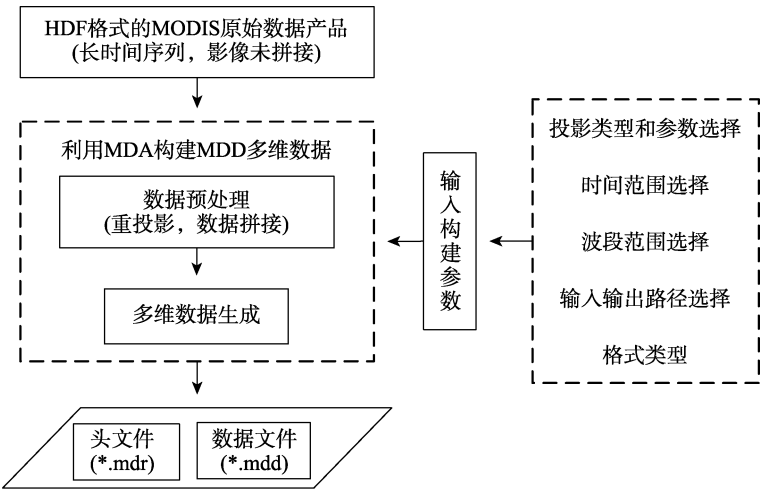 HDF格式的MODIS原始数据产品
(长时间序列，影像未拼接)
利用MDA构建MDD多维数据
数据预处理
(重投影，数据拼接)
多维数据生成
头文件
(*.mdr)
数据文件
(*.mdd)
输入构建参数
投影类型和参数选择
时间范围选择
波段范围选择
输入输出路径选择
格式类型